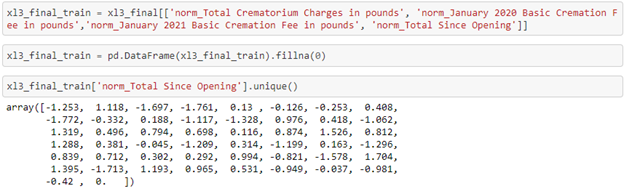 xl3_final_train = xl3_final[['norm_Total Crematorium Charges in pounds', 'norm_January 2020 Basic Cremation F
ee in pounds','norm_January 2021 Basic Cremation Fee in pounds', 'norm_Total Since Opening']]
xl3_final_train = pd.DataFrame(xl3_final_train).fillna(0)
xl3_final_train['norm_Total Since Opening'].unique()
array([-1.253,  1.118, -1.697, -1.761,  0.13 , -0.126, -0.253,  0.408,
-1.772, -0.332,  0.188, -1.117, -1.328,  0.976,  0.418, -1.062,
1.319,  0.496,  0.794,  0.698,  0.116,  0.874,  1.526,  0.812,
1.288,  0.381, -0.045, -1.209,  0.314, -1.199,  0.163, -1.296,
0.839,  0.712,  0.302,  0.292,  0.994, -0.821, -1.578,  1.704,
1.395, -1.713,  1.193,  0.965,  0.531, -0.949, -0.037, -0.981,
-0.42 ,  0.   ])